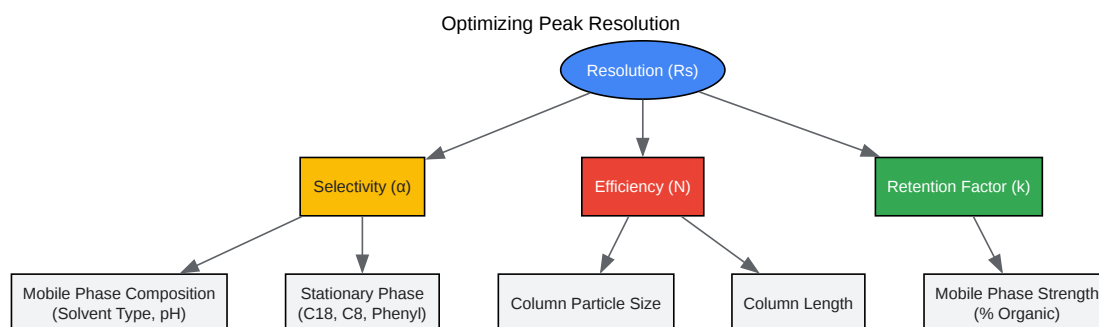 Optimizing Peak Resolution
Resolution (Rs)
Selectivity (α)
Efficiency (N)
Retention Factor (k)
Mobile Phase Composition
(Solvent Type, pH)
Stationary Phase
(C18, C8, Phenyl)
Column Particle Size
Column Length
Mobile Phase Strength
(% Organic)